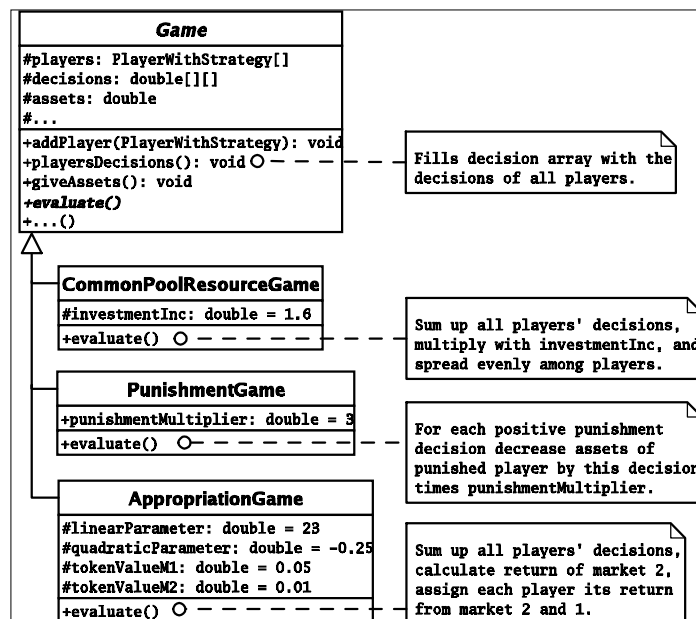 Game
#players: PlayerWithStrategy[]
#decisions: double[][]
#assets: double
#...
+addPlayer(PlayerWithStrategy): void
+playersDecisions(): void
+giveAssets(): void
+evaluate()
+...()
Fills decision array with the
decisions of all players.
CommonPoolResourceGame
#investmentInc: double = 1.6
+evaluate()
Sum up all players' decisions,
multiply with investmentInc, and
spread evenly among players.
PunishmentGame
+punishmentMultiplier: double = 3
+evaluate()
For each positive punishment
decision decrease assets of
punished player by this decision
times punishmentMultiplier.
AppropriationGame
#linearParameter: double = 23
#quadraticParameter: double = -0.25
#tokenValueM1: double = 0.05
#tokenValueM2: double = 0.01
+evaluate()
Sum up all players' decisions,
calculate return of market 2,
assign each player its return
from market 2 and 1.